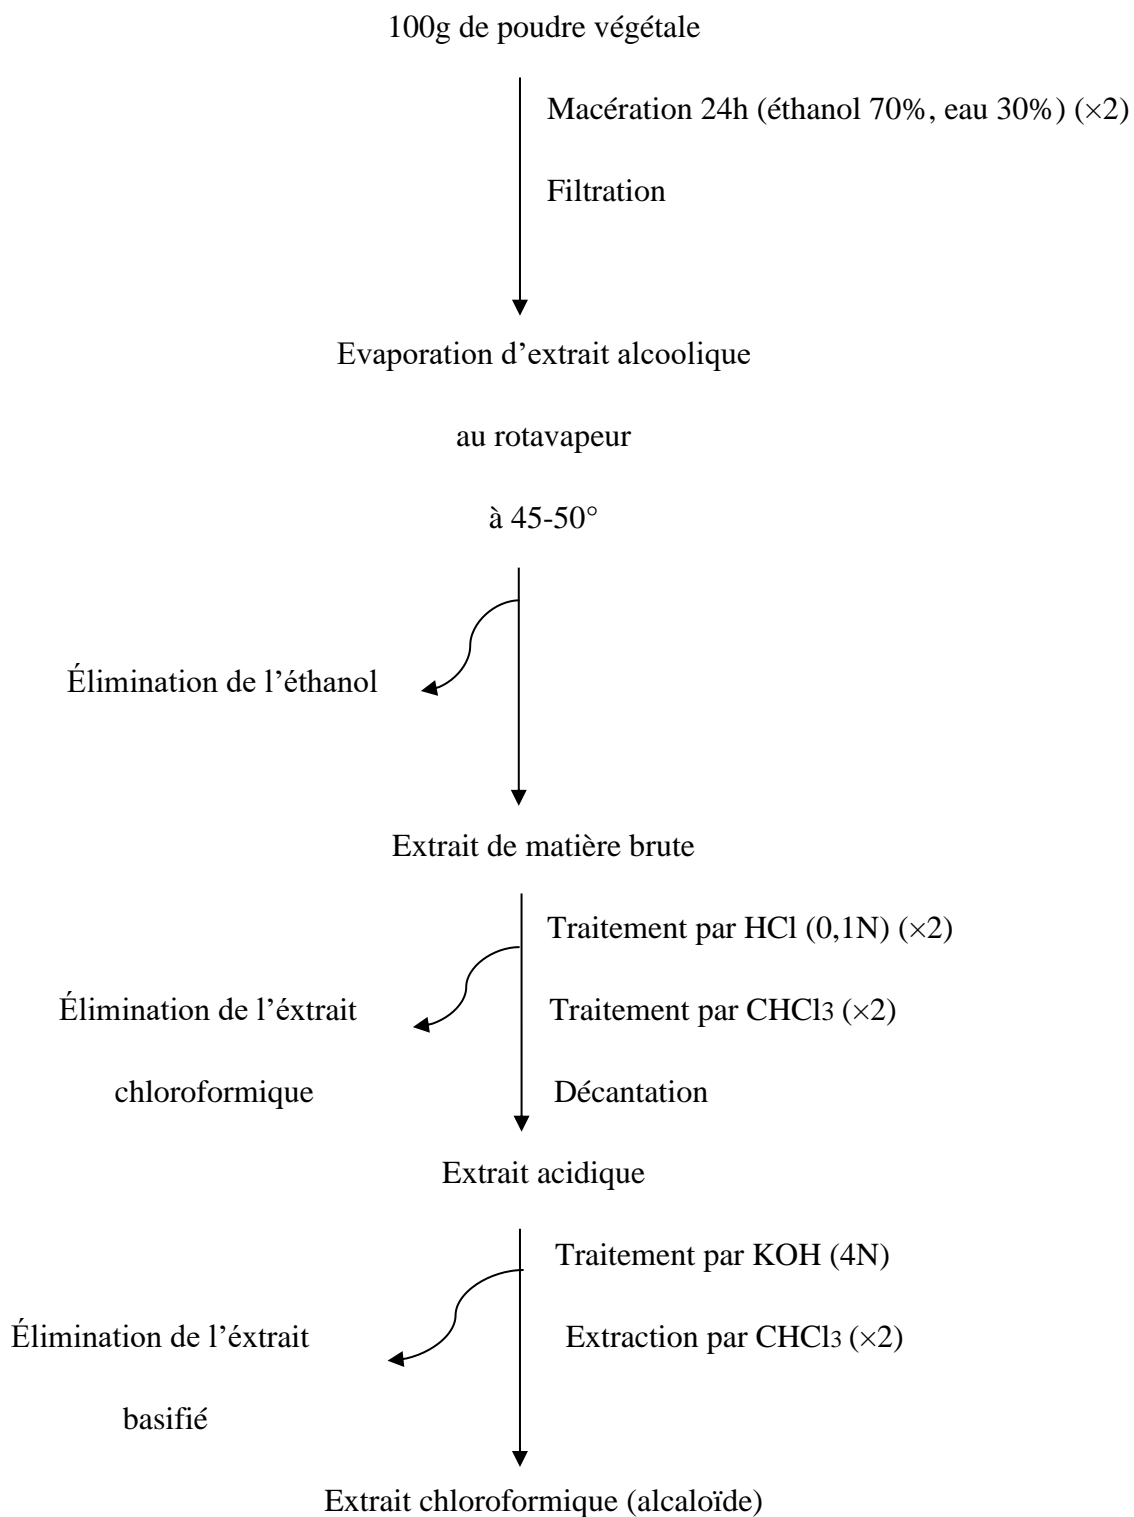 100g de poudre végétale
Macération 24h (éthanol 70%, eau 30%) (×2)
Filtration
Evaporation d’extrait alcoolique
au rotavapeur
à 45-50°
Élimination de l’éthanol
Extrait de matière brute
Traitement par HCl (0,1N) (×2)
Élimination de l’éxtrait
Traitement par CHCl3 (×2)
chloroformique
Décantation
Extrait acidique
Traitement par KOH (4N)
Élimination de l’éxtrait
Extraction par CHCl3 (×2)
basifié
Extrait chloroformique (alcaloïde)